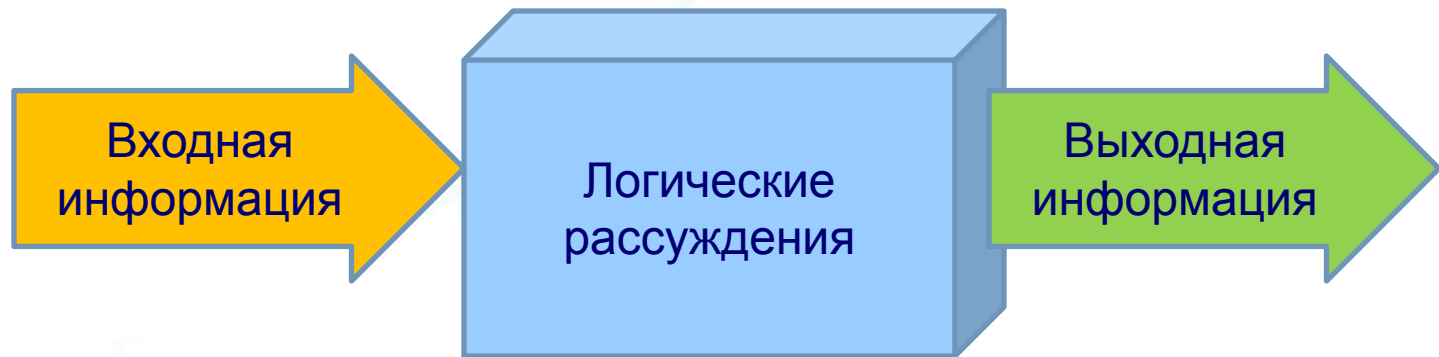 Входная
информация
Логические
рассуждения
Выходная
информация